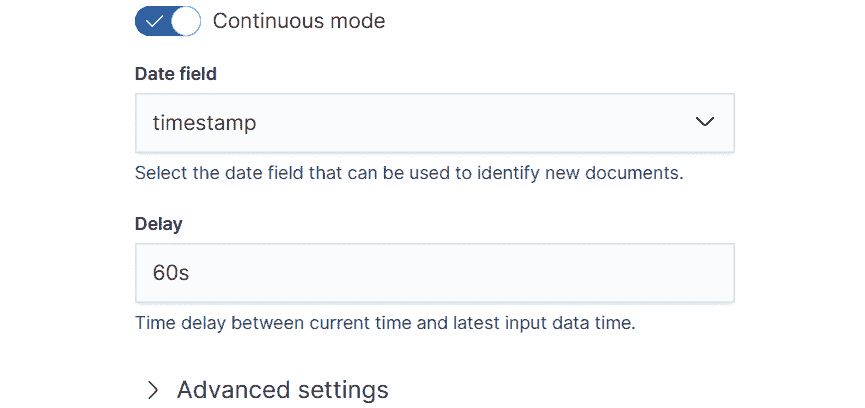 Continuous mode
Date field
timestamp
Select the date field that can be used to identify new documents.
Delay
60s
Time delay between current time and latest input data time.
Advanced settings